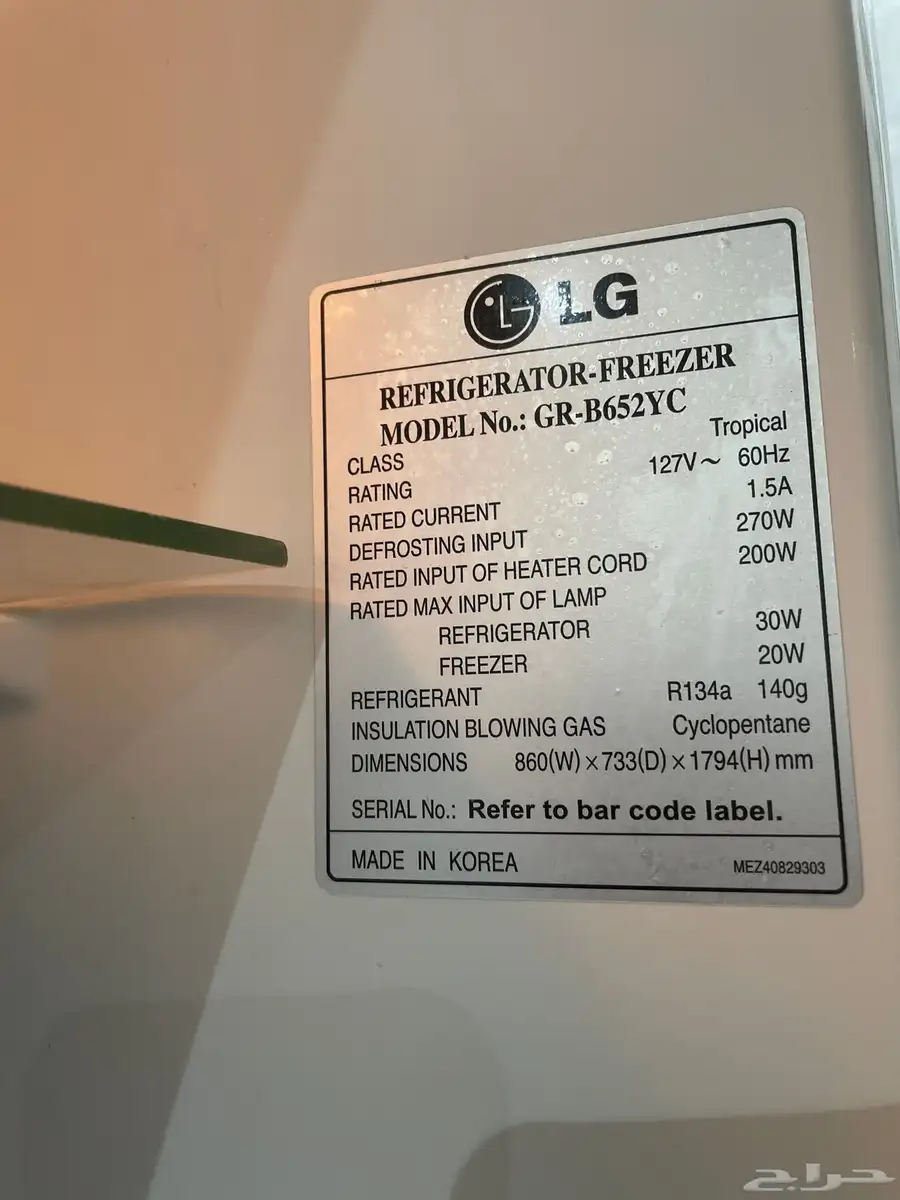 LG
REFRIGERATOR-FREEZER
MODEL No.: GR-B652YC
CLASS Tropical
RATING 127V~ 60Hz
RATED CURRENT 1.5A
DEFROSTING INPUT 270W
RATED INPUT OF HEATER CORD 200W
RATED MAX INPUT OF LAMP
REFRIGERATOR 30W
FREEZER 20W
REFRIGERANT R134a 140g
INSULATION BLOWING GAS Cyclopentane
DIMENSIONS 860(W)×733(D)×1794(H) mm
SERIAL No.: Refer to bar code label.
MADE IN KOREA MEZ40829303
حراج